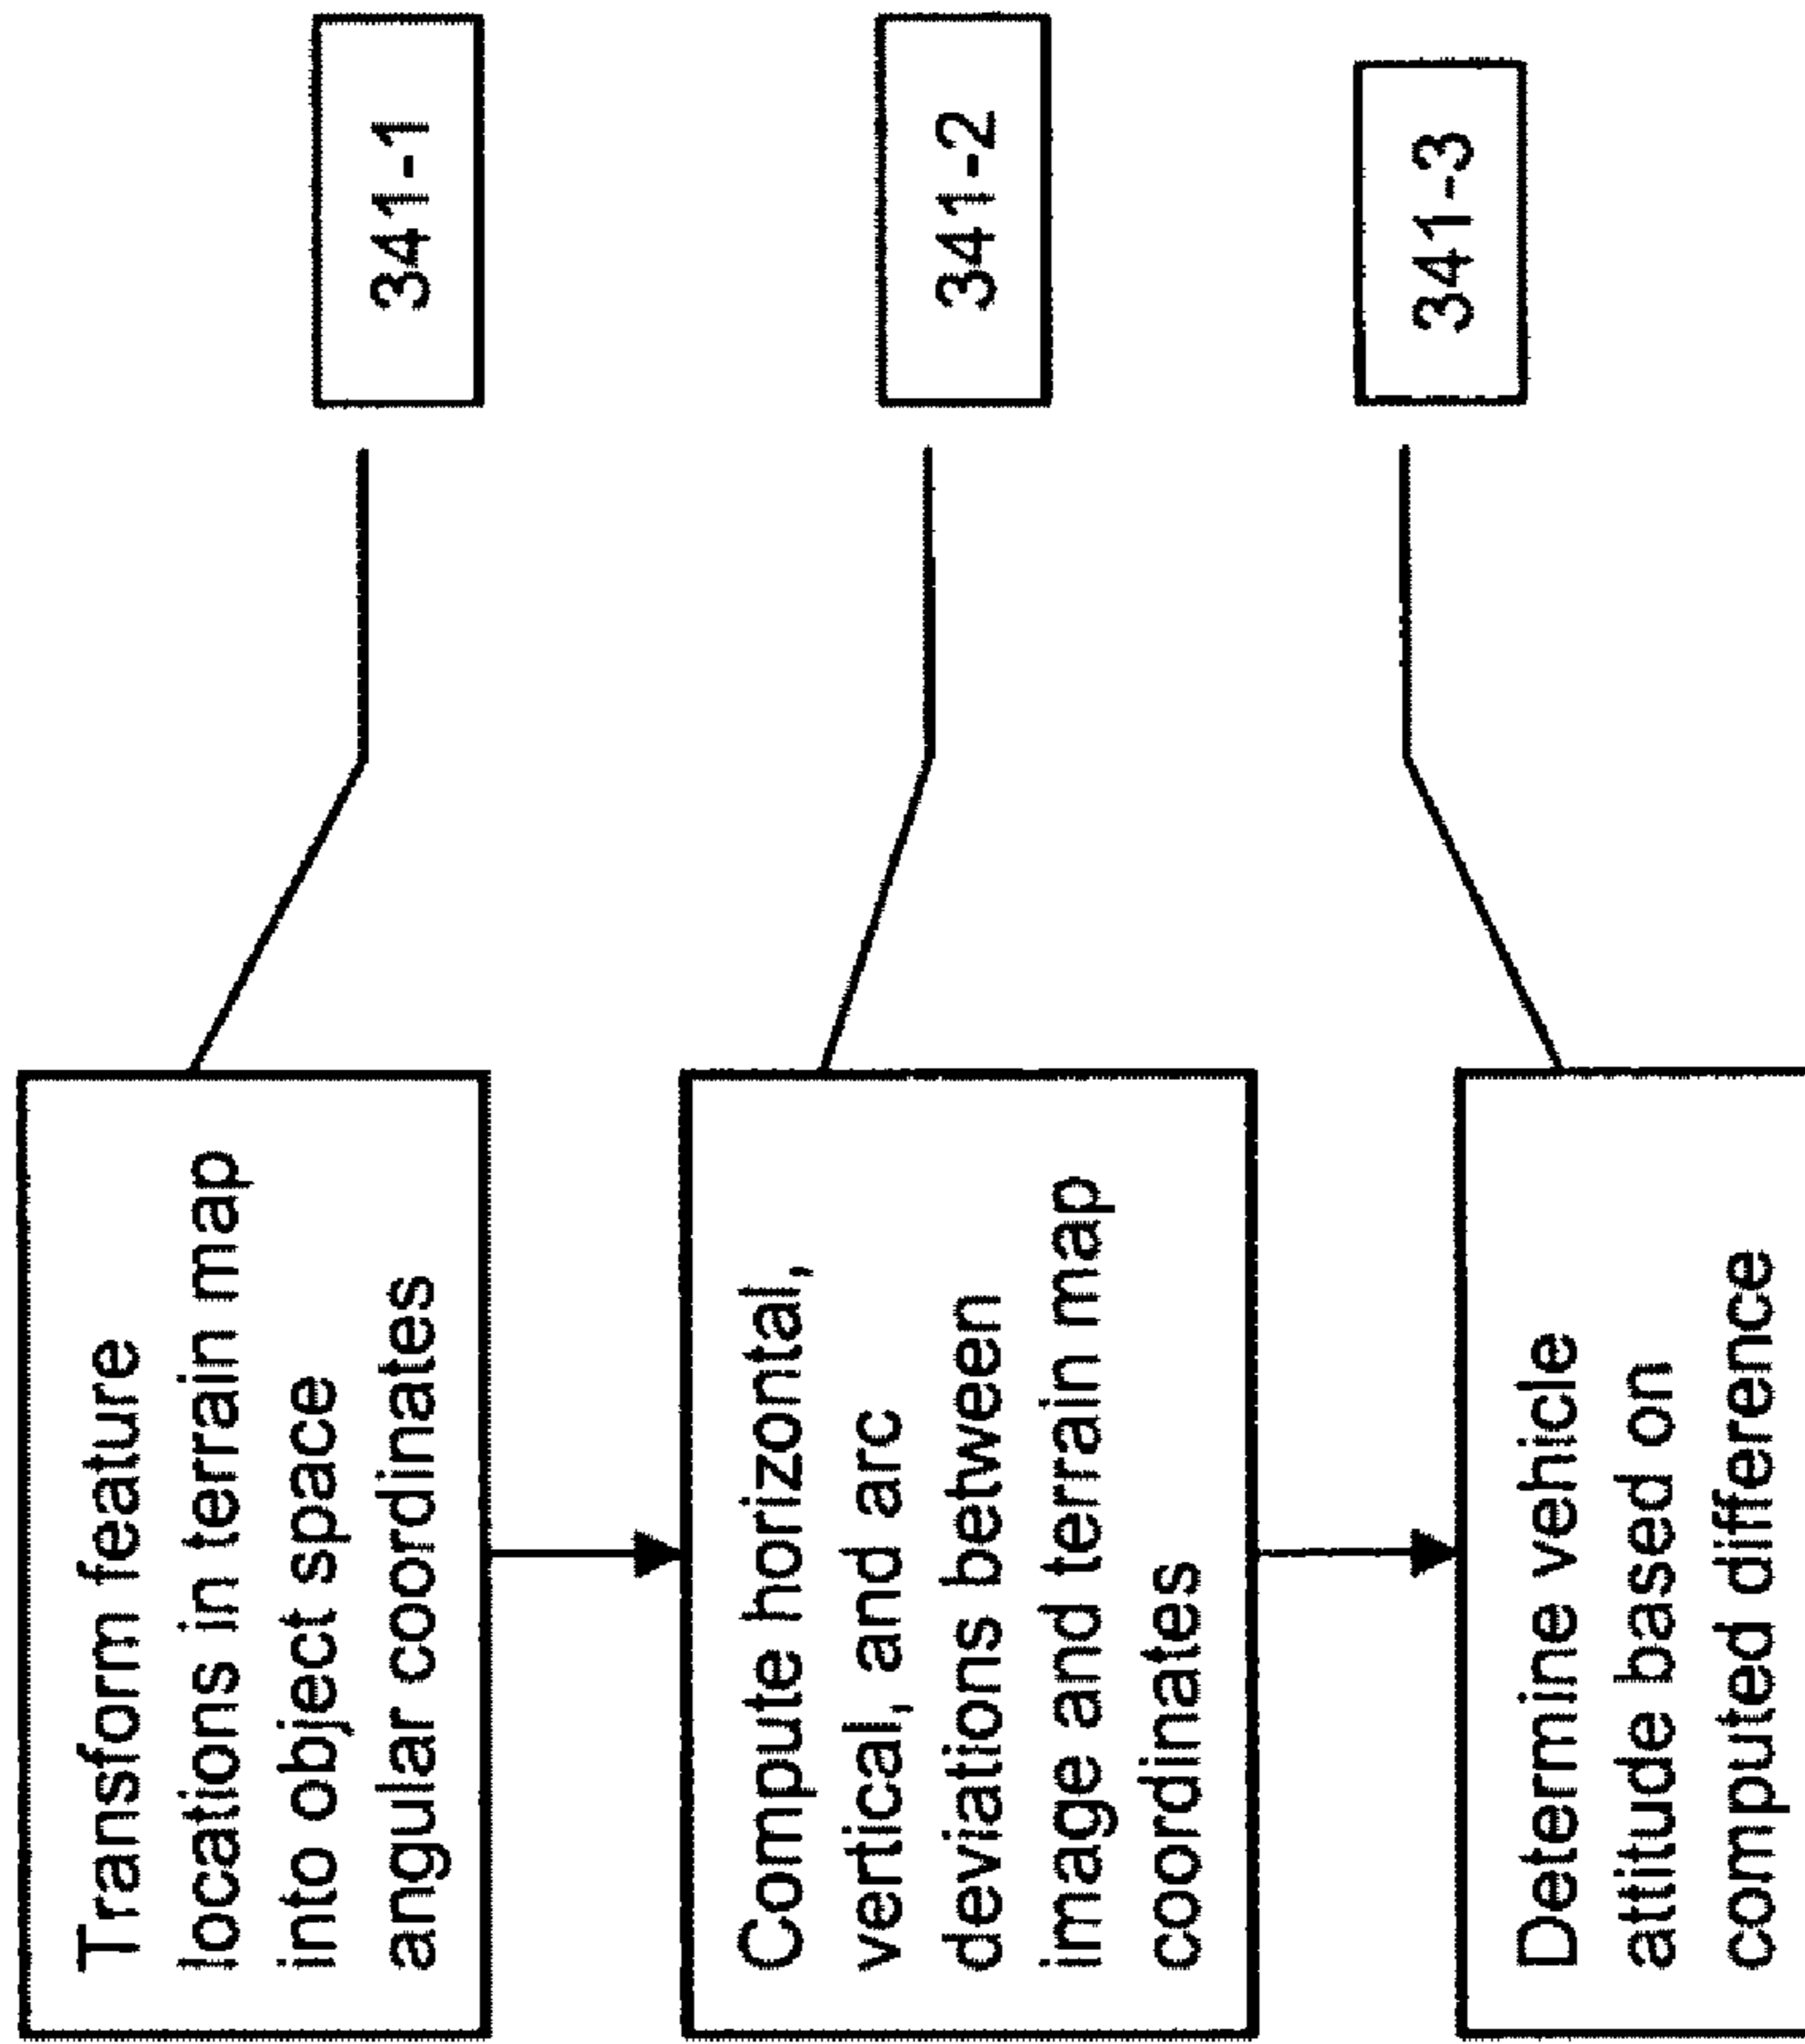 Transform feature
locations in terrain map
into object space
angular coordinates
341-1
Compute horizontal,
vertical, and arc
deviations between
image and terrain map
coordinates
341-2
Determine vehicle
attitude based on
computed difference
341-3